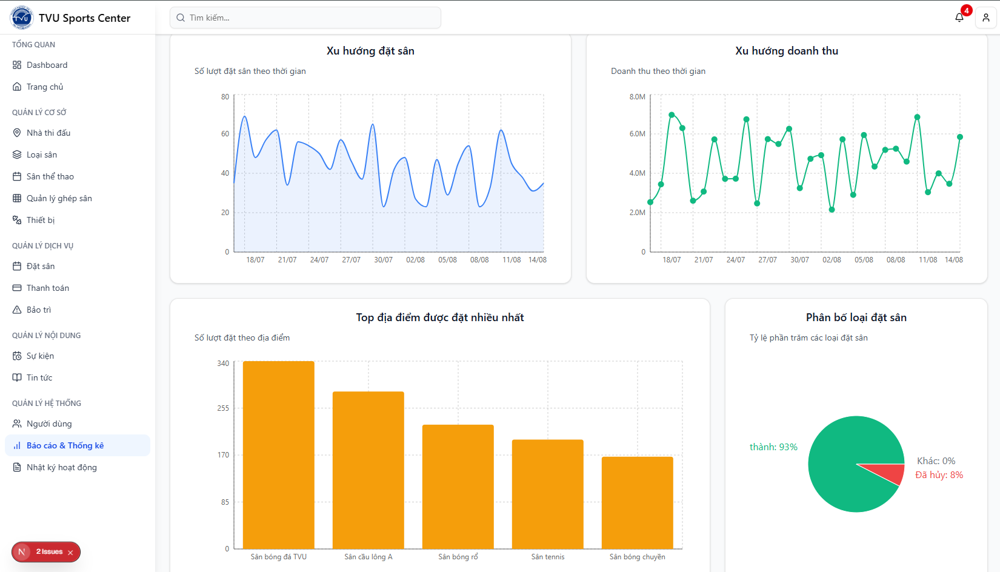 TVU
TVU Sports Center
Tìm kiếm...
4
TỔNG QUAN
Dashboard
Trang chủ
QUẢN LÝ CƠ SỞ
Nhà thi đấu
Loại sân
Sân thể thao
Quản lý ghép sân
Thiết bị
QUẢN LÝ DỊCH VỤ
Đặt sân
Thanh toán
Bảo trì
QUẢN LÝ NỘI DUNG
Sự kiện
Tin tức
QUẢN LÝ HỆ THỐNG
Người dùng
Báo cáo & Thống kê
Nhật ký hoạt động
N 2 Issues
Xu hướng đặt sân
Số lượt đặt sân theo thời gian
80
60
40
20
0
18/07 21/07 24/07 27/07 30/07 02/08 05/08 08/08 11/08 14/08
Xu hướng doanh thu
Doanh thu theo thời gian
8.0M
6.0M
4.0M
2.0M
0
18/07 21/07 24/07 27/07 30/07 02/08 05/08 08/08 11/08 14/08
Top địa điểm được đặt nhiều nhất
Số lượt đặt theo địa điểm
340
255
170
85
0
Sân bóng đá TVU Sân cầu lông A Sân bóng rổ Sân tennis Sân bóng chuyền
Phân bố loại đặt sân
Tỷ lệ phần trăm các loại đặt sân
thành: 93%
Khác: 0%
Đã hủy: 8%